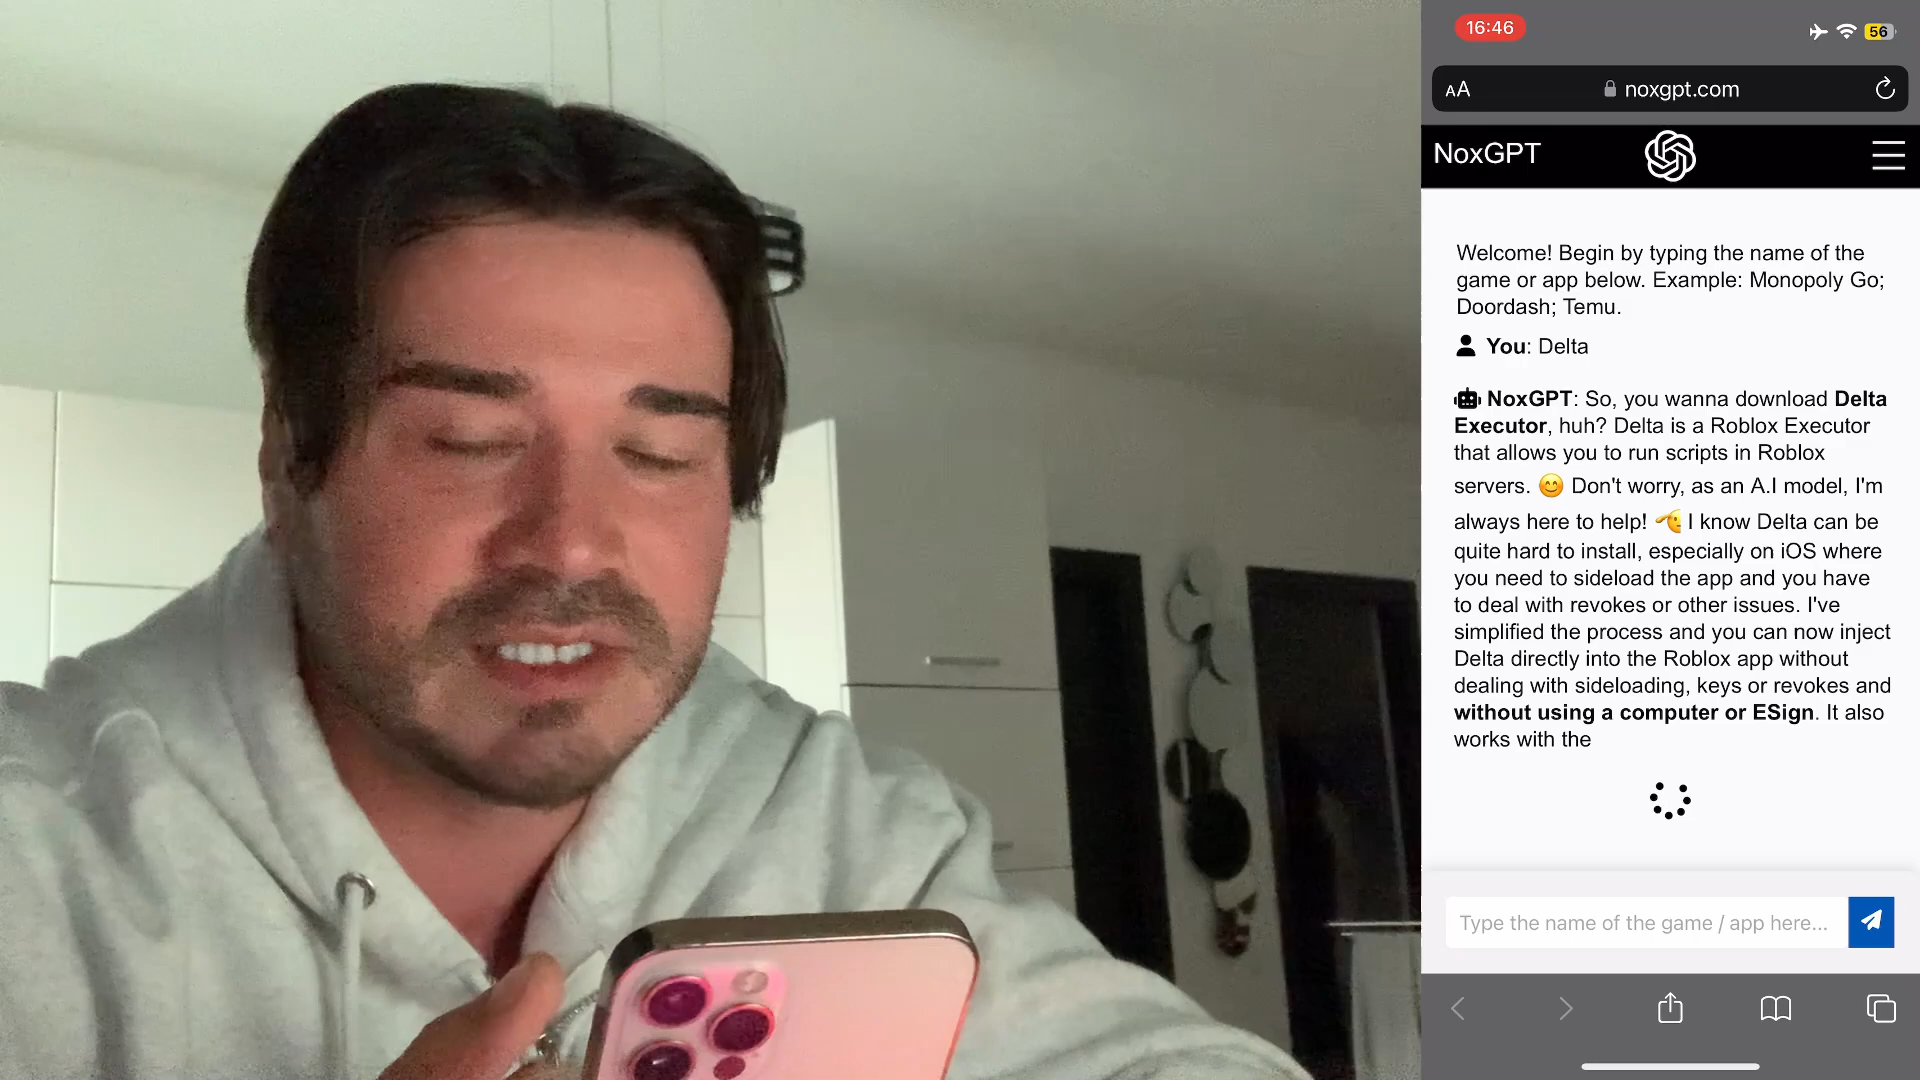 16:46
56
AA
noxgpt.com
NoxGPT
Welcome! Begin by typing the name of the
game or app below. Example: Monopoly Go;
Doordash; Temu.
You: Delta
NoxGPT: So, you wanna download Delta
Executor, huh? Delta is a Roblox Executor
that allows you to run scripts in Roblox
servers. 😊 Don't worry, as an A.I model, I'm
always here to help! 🫡 I know Delta can be
quite hard to install, especially on iOS where
you need to sideload the app and you have
to deal with revokes or other issues. I've
simplified the process and you can now inject
Delta directly into the Roblox app without
dealing with sideloading, keys or revokes and
without using a computer or ESign. It also
works with the
Type the name of the game / app here...